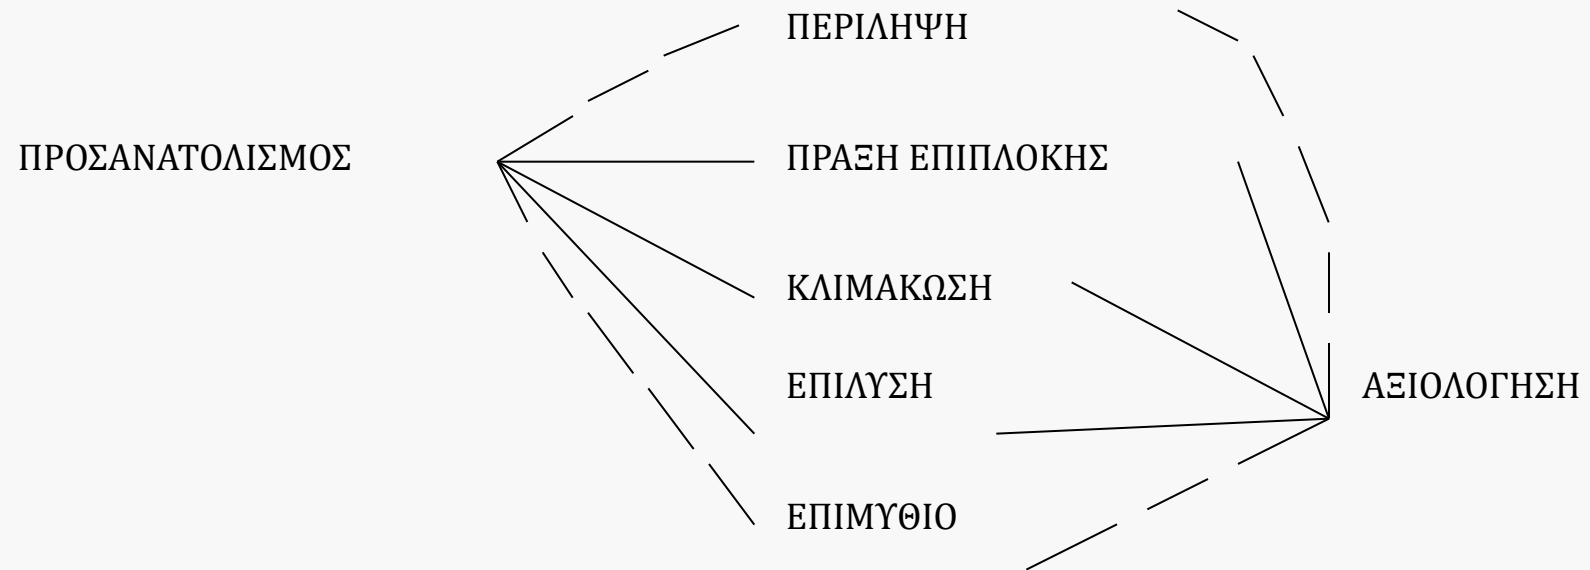 ΠΕΡΙΛΗΨΗ
ΠΡΟΣΑΝΑΤΟΛΙΣΜΟΣ
ΠΡΑΞΗ ΕΠΙΠΛΟΚΗΣ
ΚΛΙΜΑΚΩΣΗ
ΕΠΙΛΥΣΗ
ΑΞΙΟΛΟΓΗΣΗ
ΕΠΙΜΥΘΙΟ